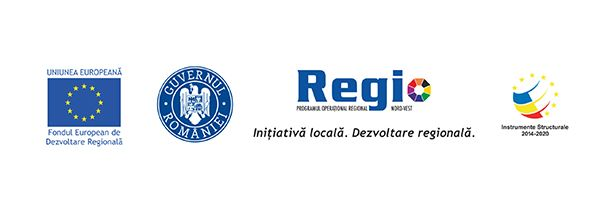 UNIUNEA EUROPEANĂ
Fondul European de
Dezvoltare Regională
GUVERNUL
ROMÂNIEI
Regio
PROGRAMUL OPERAȚIONAL REGIONAL NORD-VEST
Inițiativă locală. Dezvoltare regională.
Instrumente Structurale
2014-2020